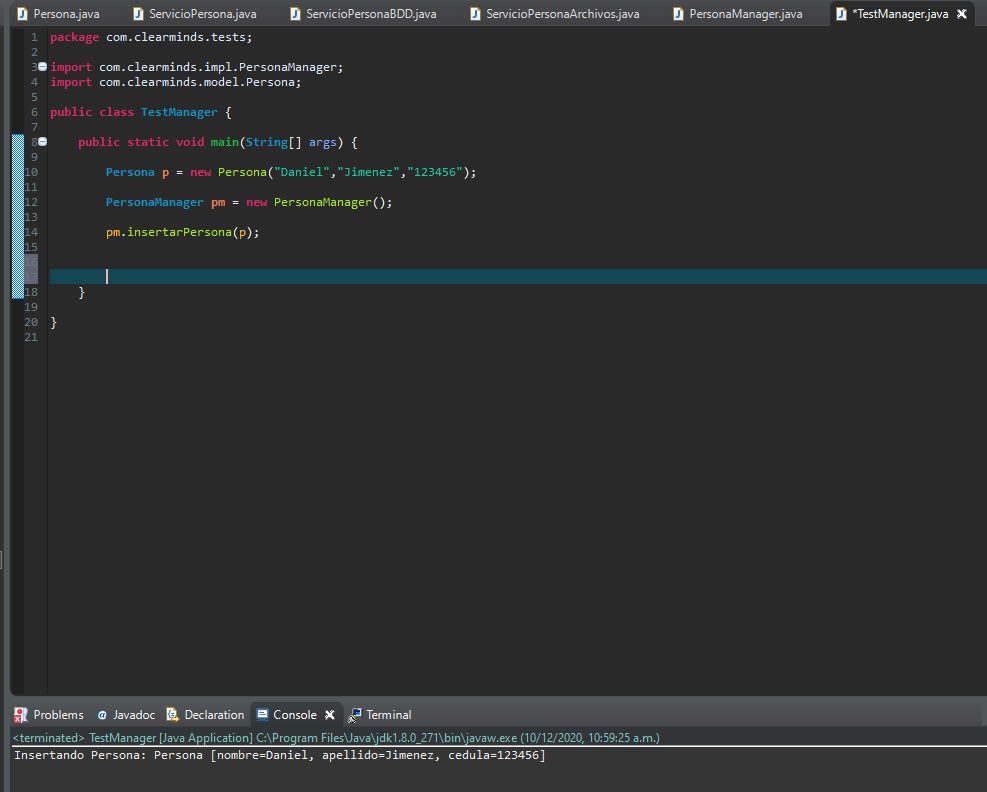 Persona.java ServicioPersona.java ServicioPersonaBDD.java ServicioPersonaArchivos.java PersonaManager.java *TestManager.java
1 package com.clearminds.tests;
2
3 import com.clearminds.impl.PersonaManager;
4 import com.clearminds.model.Persona;
5
6 public class TestManager {
7
8     public static void main(String[] args) {
9
10         Persona p = new Persona("Daniel","Jimenez","123456");
11
12         PersonaManager pm = new PersonaManager();
13
14         pm.insertarPersona(p);
15
16
17
18     }
19
20 }
21
Problems @ Javadoc Declaration Console Terminal
<terminated> TestManager [Java Application] C:\Program Files\Java\jdk1.8.0_271\bin\javaw.exe (10/12/2020, 10:59:25 a.m.)
Insertando Persona: Persona [nombre=Daniel, apellido=Jimenez, cedula=123456]